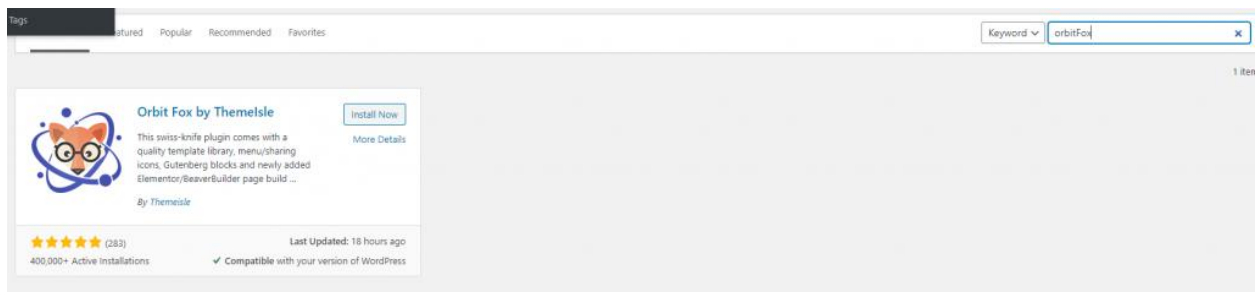 Tags
atured Popular Recommended Favorites
Keyword orbitFox
1 item
Orbit Fox by ThemeIsle
Install Now
This swiss-knife plugin comes with a
More Details
quality template library, menu/sharing
icons, Gutenberg blocks and newly added
Elementor/BeaverBuilder page build ...
By Themeisle
(283)
Last Updated: 18 hours ago
400,000+ Active Installations
Compatible with your version of WordPress